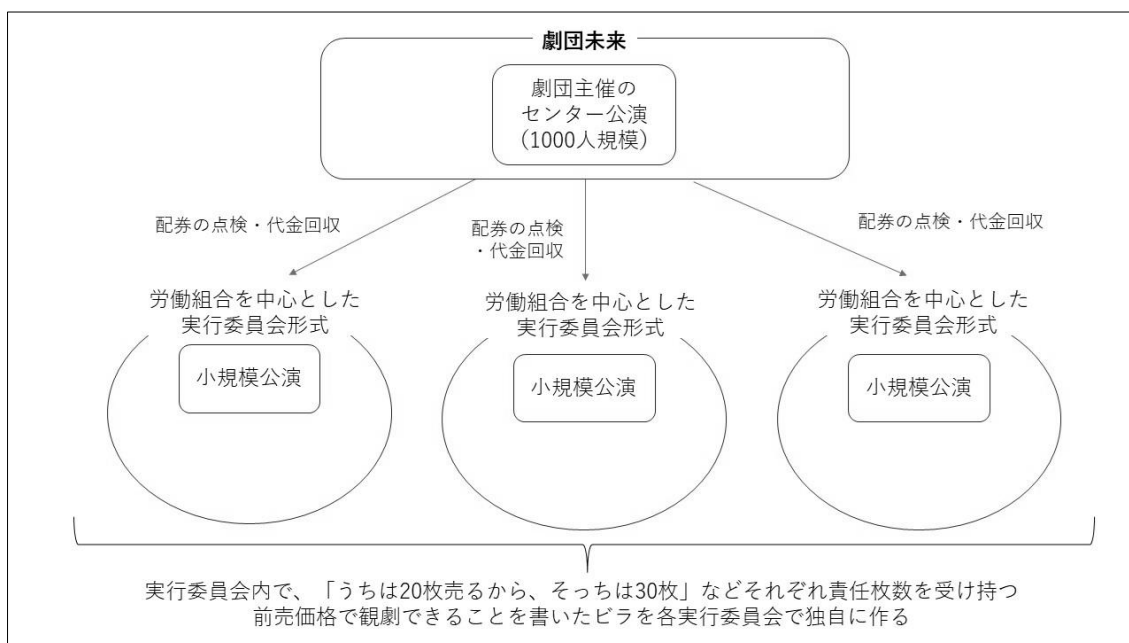 劇団未来
劇団主催の
センター公演
（1000人規模）
配券の点検・代金回収
配券の点検
・代金回収
配券の点検・代金回収
労働組合を中心とした
実行委員会形式
小規模公演
労働組合を中心とした
実行委員会形式
小規模公演
労働組合を中心とした
実行委員会形式
小規模公演
実行委員会内で、「うちは20枚売るから、そっちは30枚」などそれぞれ責任枚数を受け持つ
前売価格で観劇できることを書いたビラを各実行委員会で独自に作る